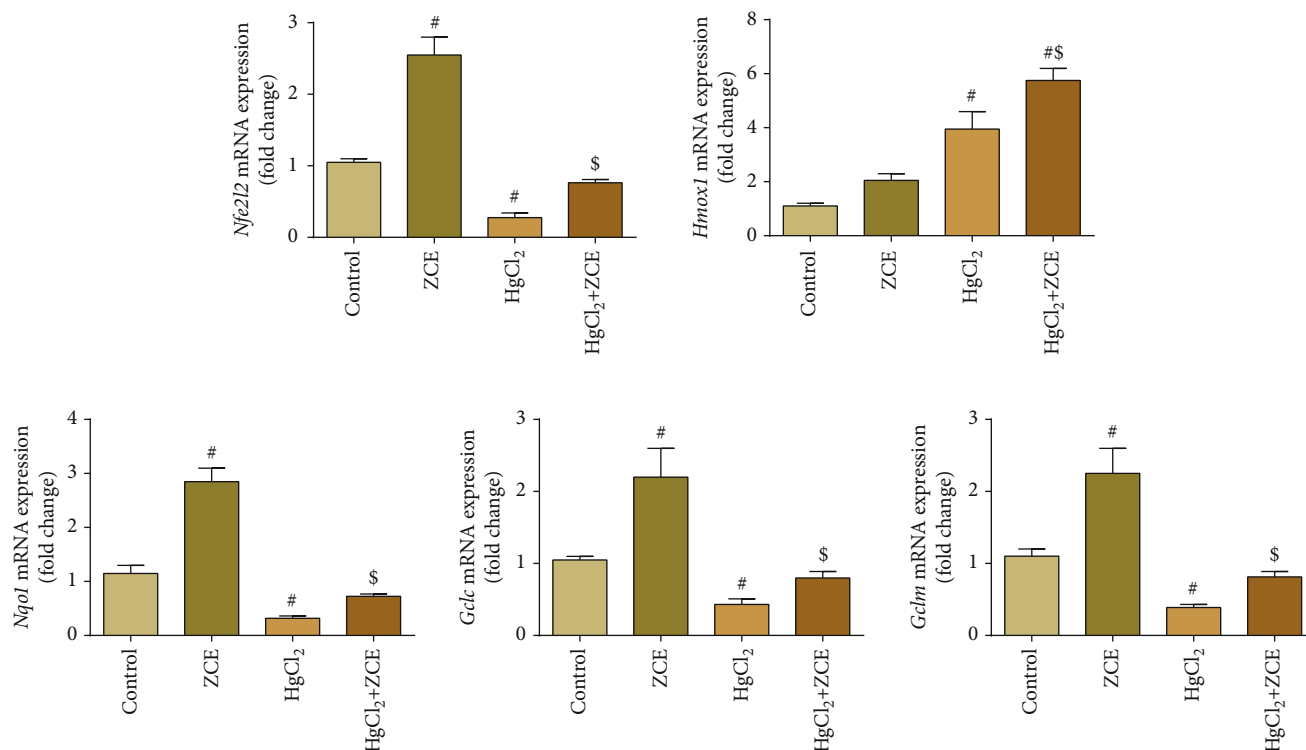 Nfe2l2 mRNA expression
(fold change)
3
2
1
0
#
#
$
Control
ZCE
HgCl₂
HgCl₂+ZCE
Hmox1 mRNA expression
(fold change)
8
6
4
2
0
#
#$
Control
ZCE
HgCl₂
HgCl₂+ZCE
Nqo1 mRNA expression
(fold change)
4
3
2
1
0
#
#
$
Control
ZCE
HgCl₂
HgCl₂+ZCE
Gclc mRNA expression
(fold change)
3
2
1
0
#
#
$
Control
ZCE
HgCl₂
HgCl₂+ZCE
Gclm mRNA expression
(fold change)
3
2
1
0
#
#
$
Control
ZCE
HgCl₂
HgCl₂+ZCE